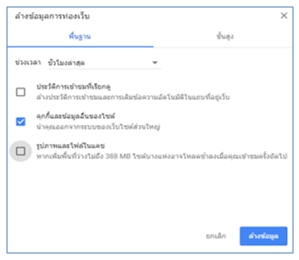 ล้างข้อมูลการท่องเว็บ
พื้นฐาน
ขั้นสูง
ช่วงเวลา ชั่วโมงล่าสุด
ประวัติการเข้าชมที่เรียกดู
ล้างประวัติการเข้าชมและการเติมข้อความอัตโนมัติในแถบที่อยู่เว็บ
คุกกี้และข้อมูลอื่นของไซต์
นำคุณออกจากระบบของเว็บไซต์ส่วนใหญ่
รูปภาพและไฟล์ในแคช
หากเพิ่มพื้นที่ว่างไม่ถึง 388 MB ไซต์บางแห่งอาจโหลดช้าลงเมื่อคุณเข้าชมครั้งถัดไป
ยกเลิก
ล้างข้อมูล